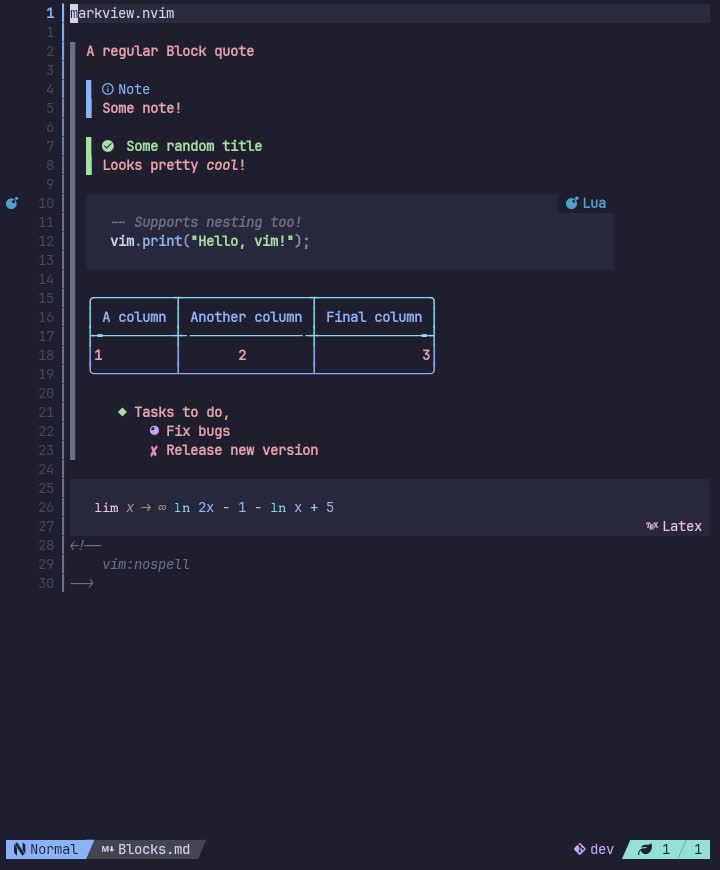 1 markview.nvim
1
2 A regular Block quote
3
4 Note
5 Some note!
6
7 Some random title
8 Looks pretty cool!
9
10 Lua
11 -- Supports nesting too!
12 vim.print("Hello, vim!");
13
14
15
16 A column Another column Final column
17
18 1 2 3
19
20
21 Tasks to do,
22 Fix bugs
23 ✘ Release new version
24
25
26 lim x → ∞ ln 2x - 1 - ln x + 5
27 TEX Latex
28 <!--
29 vim:nospell
30 -->
Normal M↓ Blocks.md dev 1 / 1